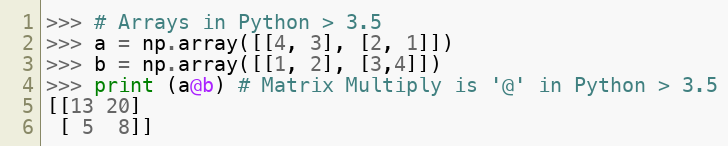 1 >>> # Arrays in Python > 3.5
2 >>> a = np.array([[4, 3], [2, 1]])
3 >>> b = np.array([[1, 2], [3,4]])
4 >>> print (a@b) # Matrix Multiply is '@' in Python > 3.5
5 [[13 20]
6  [ 5  8]]